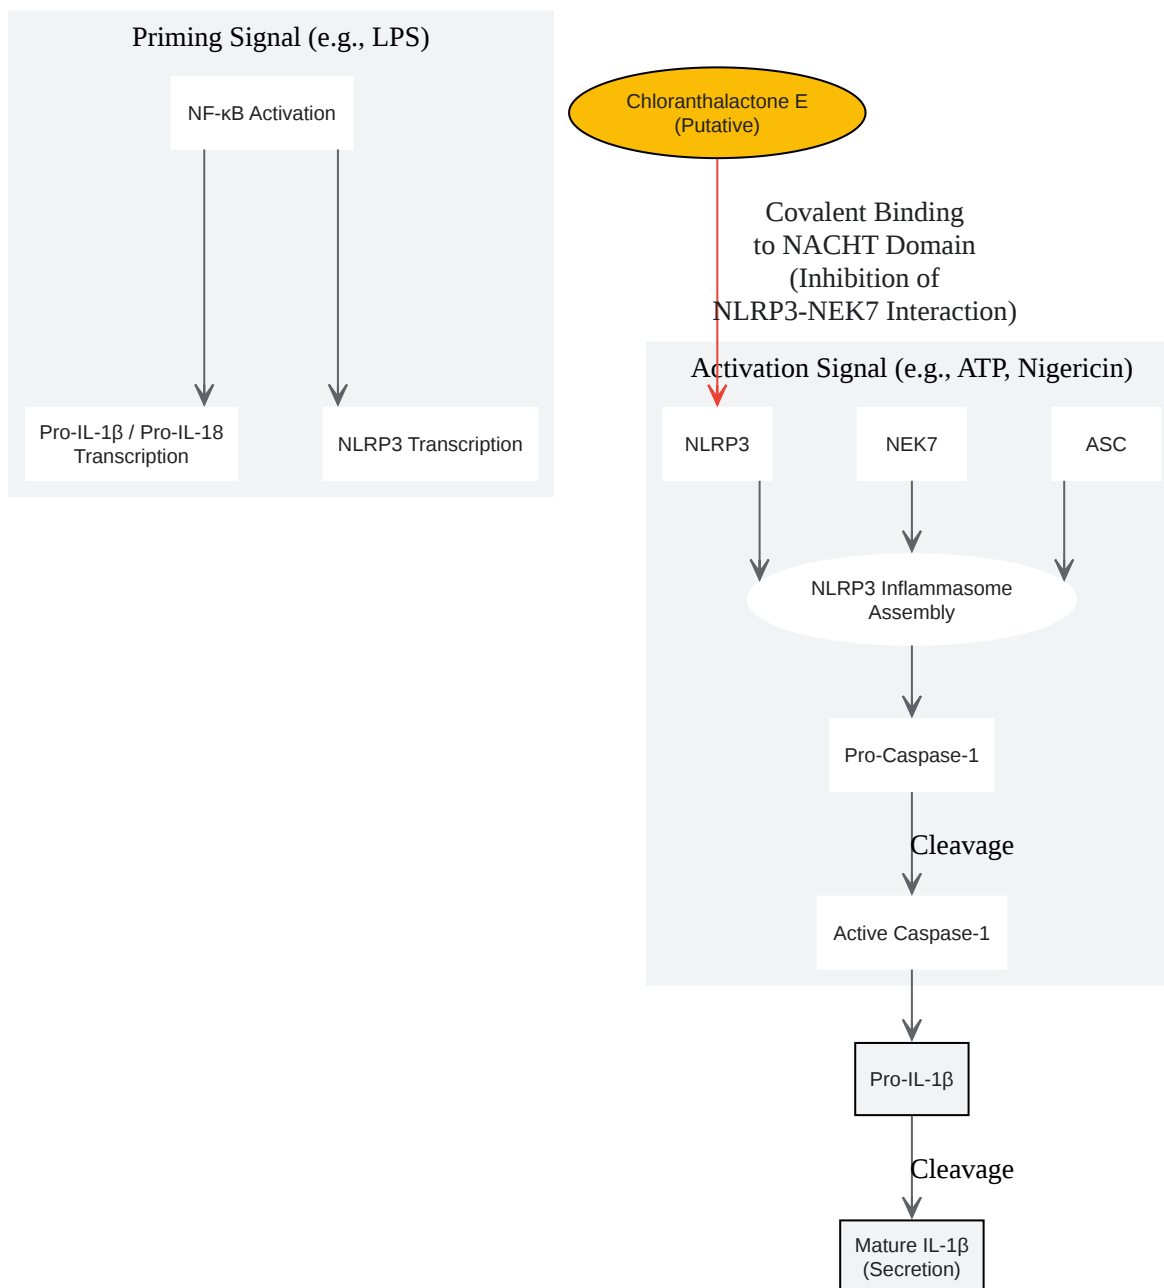 Priming Signal (e.g., LPS)
NF-κB Activation
Pro-IL-1β / Pro-IL-18
Transcription
NLRP3 Transcription
Chloranthalactone E
(Putative)
Covalent Binding
to NACHT Domain
(Inhibition of
NLRP3-NEK7 Interaction)
Activation Signal (e.g., ATP, Nigericin)
NLRP3
NEK7
ASC
NLRP3 Inflammasome
Assembly
Pro-Caspase-1
Cleavage
Active Caspase-1
Pro-IL-1β
Cleavage
Mature IL-1β
(Secretion)